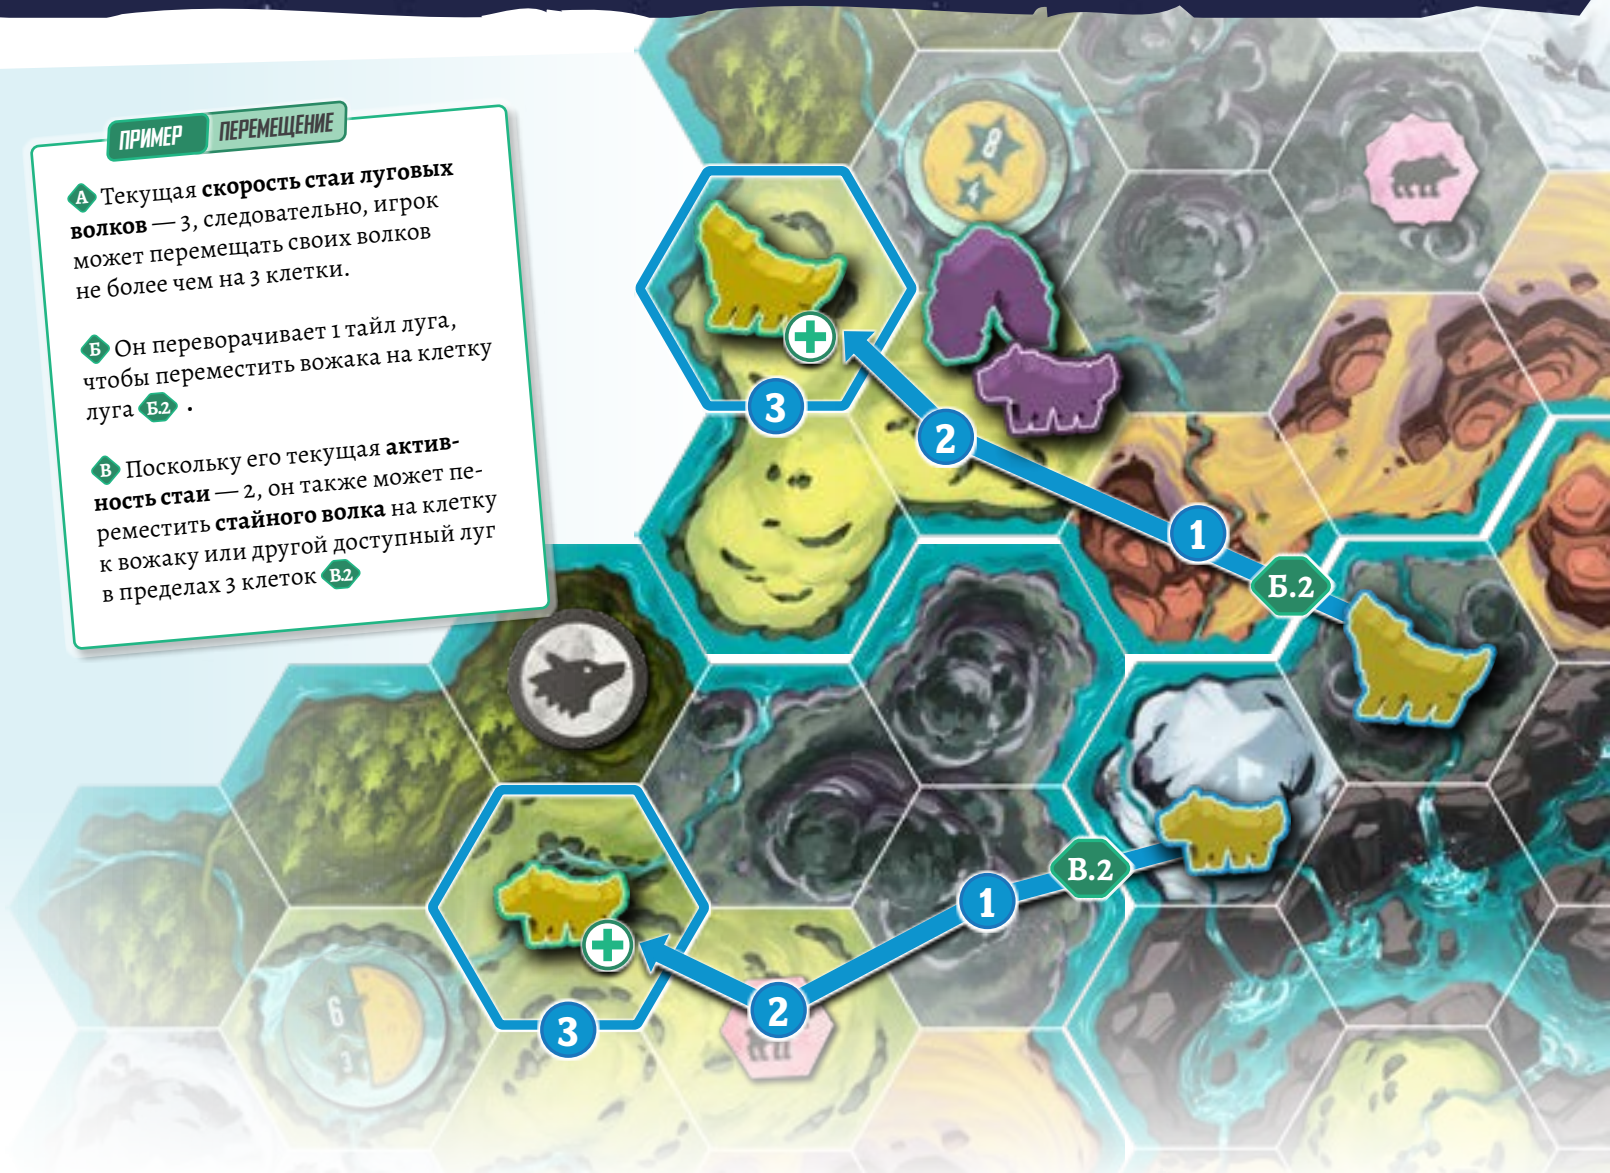 ПРИМЕР ПЕРЕМЕЩЕНИЕ
А Текущая скорость стаи луговых
волков — 3, следовательно, игрок
может перемещать своих волков
не более чем на 3 клетки.
Б Он переворачивает 1 тайл луга,
чтобы переместить вожака на клетку
луга Б.2 .
В Поскольку его текущая актив-
ность стаи — 2, он также может пе-
реместить стайного волка на клетку
к вожаку или другой доступный луг
в пределах 3 клеток В.2
8
4
3
2
1
Б.2
В.2
1
2
3
6
3